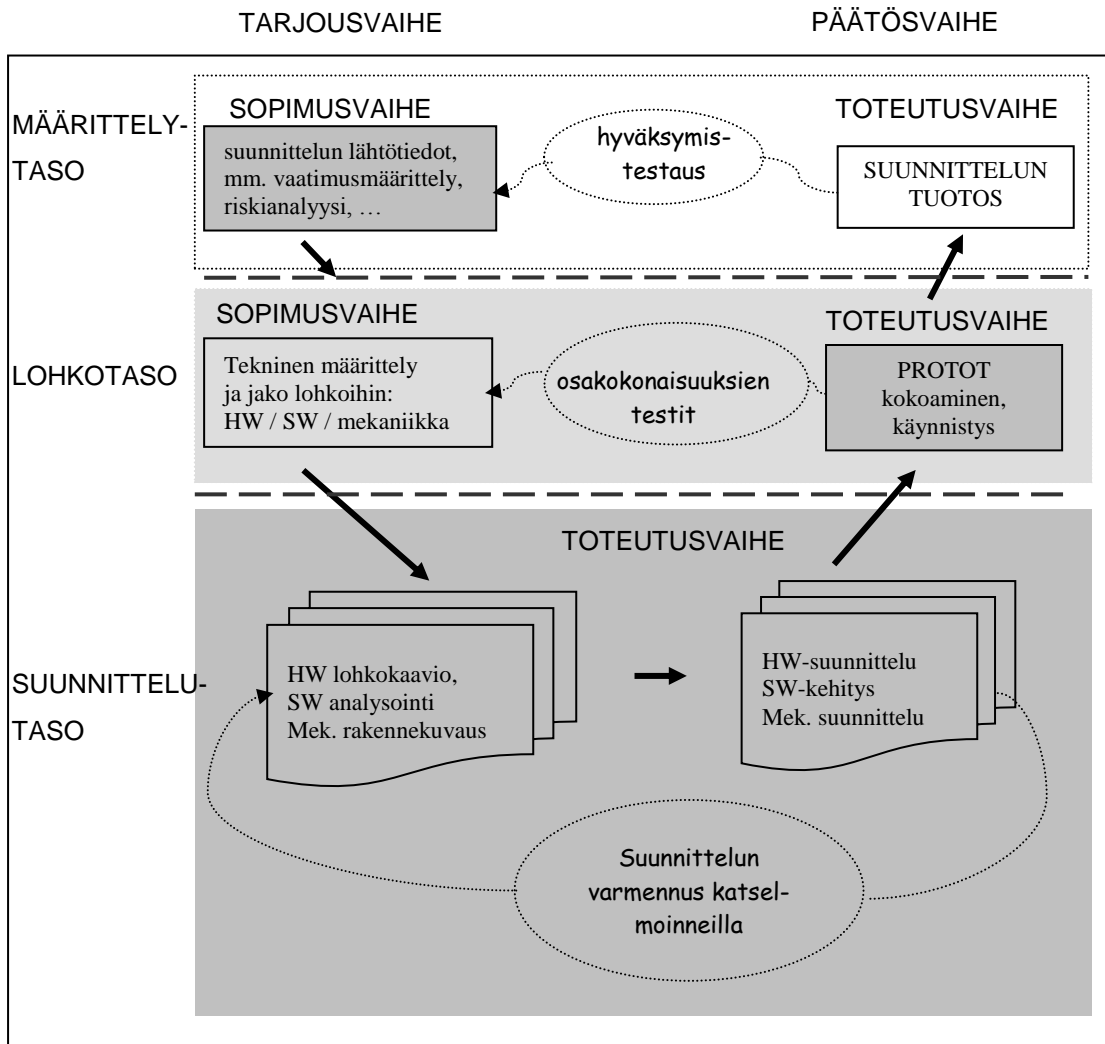 TARJOUSVAIHE
PÄÄTÖSVAIHE
MÄÄRITTELY-
TASO
SOPIMUSVAIHE
suunnittelun lähtötiedot,
mm. vaatimusmäärittely,
riskianalyysi, …
hyväksymis-
testaus
TOTEUTUSVAIHE
SUUNNITTELUN
TUOTOS
LOHKOTASO
SOPIMUSVAIHE
Tekninen määrittely
ja jako lohkoihin:
HW / SW / mekaniikka
osakokonaisuuksien
testit
TOTEUTUSVAIHE
PROTOT
kokoaminen,
käynnistys
SUUNNITTELU-
TASO
TOTEUTUSVAIHE
HW lohkokaavio,
SW analysointi
Mek. rakennekuvaus
HW-suunnittelu
SW-kehitys
Mek. suunnittelu
Suunnittelun
varmennus katsel-
moinneilla